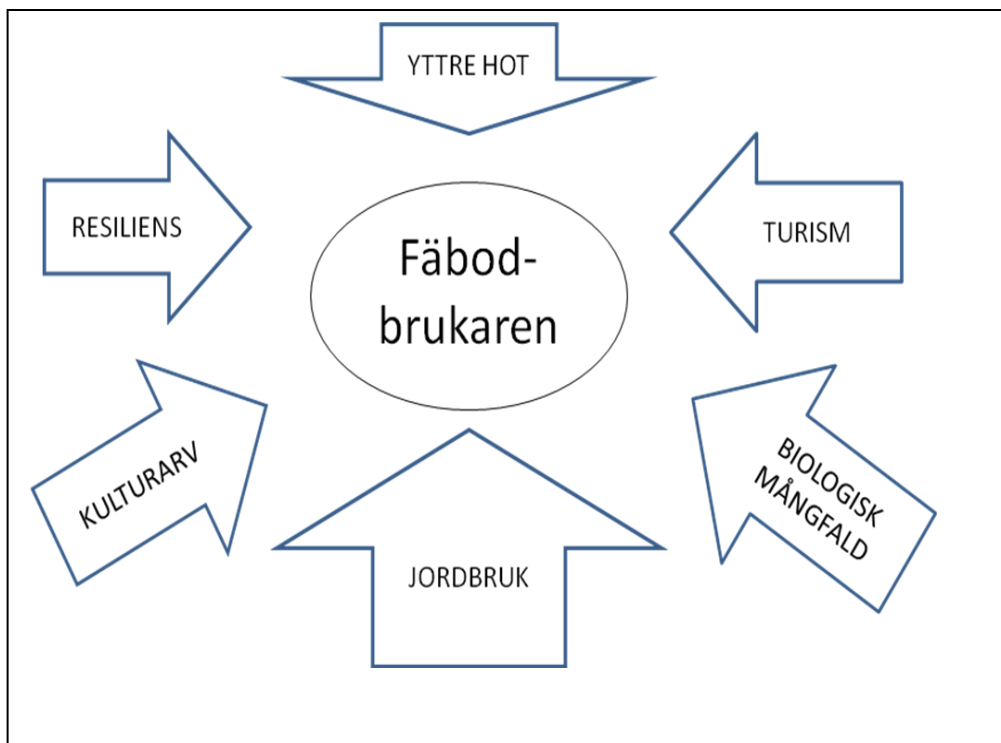 YTTRE HOT
RESILIENS
TURISM
Fäbod-
brukaren
KULTURARV
BIOLOGISK
MÅNGFALD
JORDBRUK